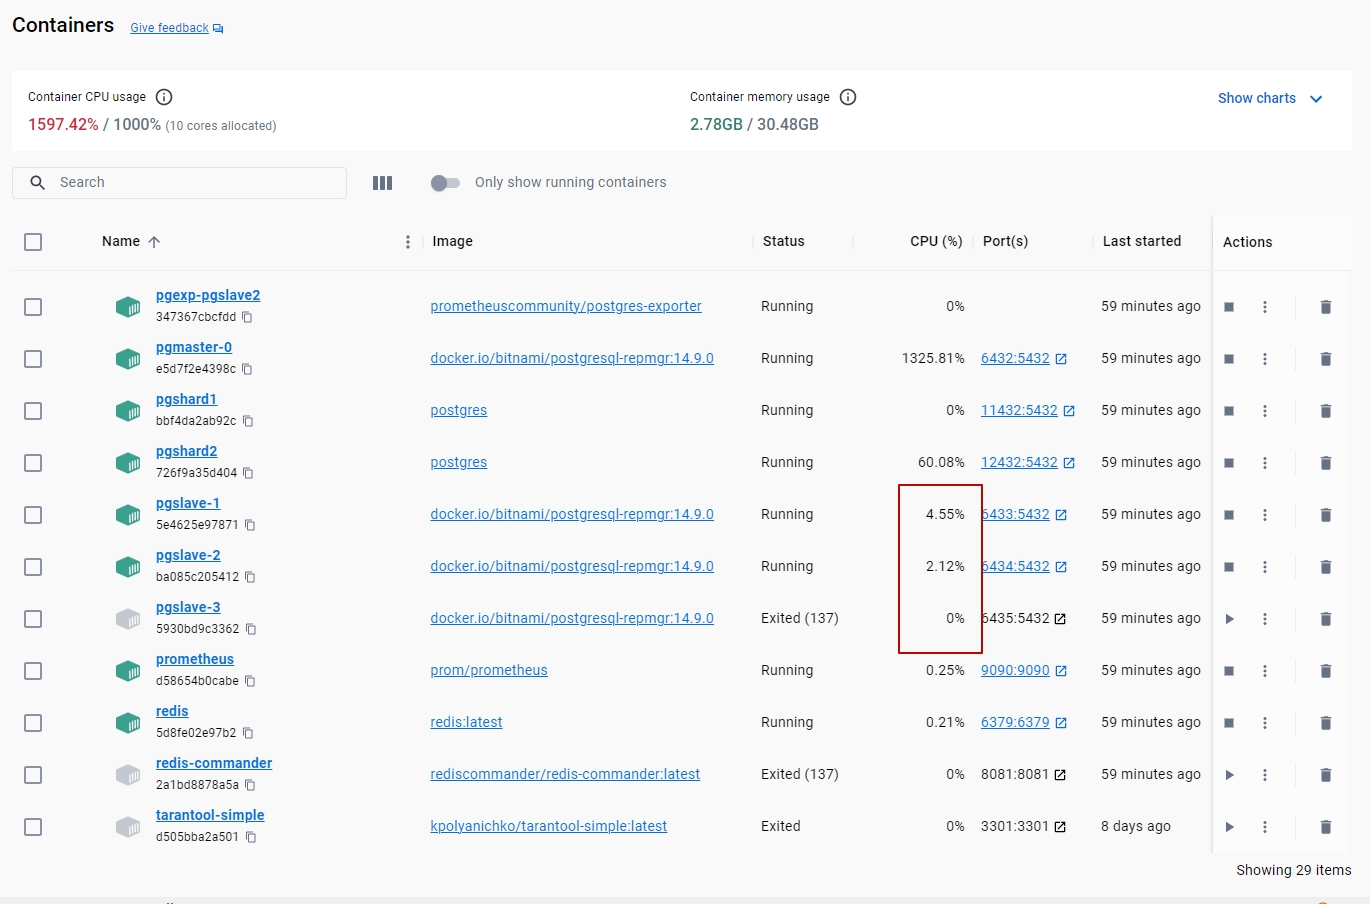 Containers Give feedback
Container CPU usage
1597.42% / 1000% (10 cores allocated)
Container memory usage
2.78GB / 30.48GB
Show charts
Search
Only show running containers
Name Image Status CPU (%) Port(s) Last started Actions
pgexp-pgslave2
347367cbcfdd
prometheuscommunity/postgres-exporter Running 0% 59 minutes ago
pgmaster-0
e5d7f2e4398c
docker.io/bitnami/postgresql-repmgr:14.9.0 Running 1325.81% 6432:5432 59 minutes ago
pgshard1
bbf4da2ab92c
postgres Running 0% 11432:5432 59 minutes ago
pgshard2
726f9a35d404
postgres Running 60.08% 12432:5432 59 minutes ago
pgslave-1
5e4625e97871
docker.io/bitnami/postgresql-repmgr:14.9.0 Running 4.55% 6433:5432 59 minutes ago
pgslave-2
ba085c205412
docker.io/bitnami/postgresql-repmgr:14.9.0 Running 2.12% 6434:5432 59 minutes ago
pgslave-3
5930bd9c3362
docker.io/bitnami/postgresql-repmgr:14.9.0 Exited (137) 0% 6435:5432 59 minutes ago
prometheus
d58654b0cabe
prom/prometheus Running 0.25% 9090:9090 59 minutes ago
redis
5d8fe02e97b2
redis:latest Running 0.21% 6379:6379 59 minutes ago
redis-commander
2a1bd8878a5a
rediscommander/redis-commander:latest Exited (137) 0% 8081:8081 59 minutes ago
tarantool-simple
d505bba2a501
kpolyanichko/tarantool-simple:latest Exited 0% 3301:3301 8 days ago
Showing 29 items